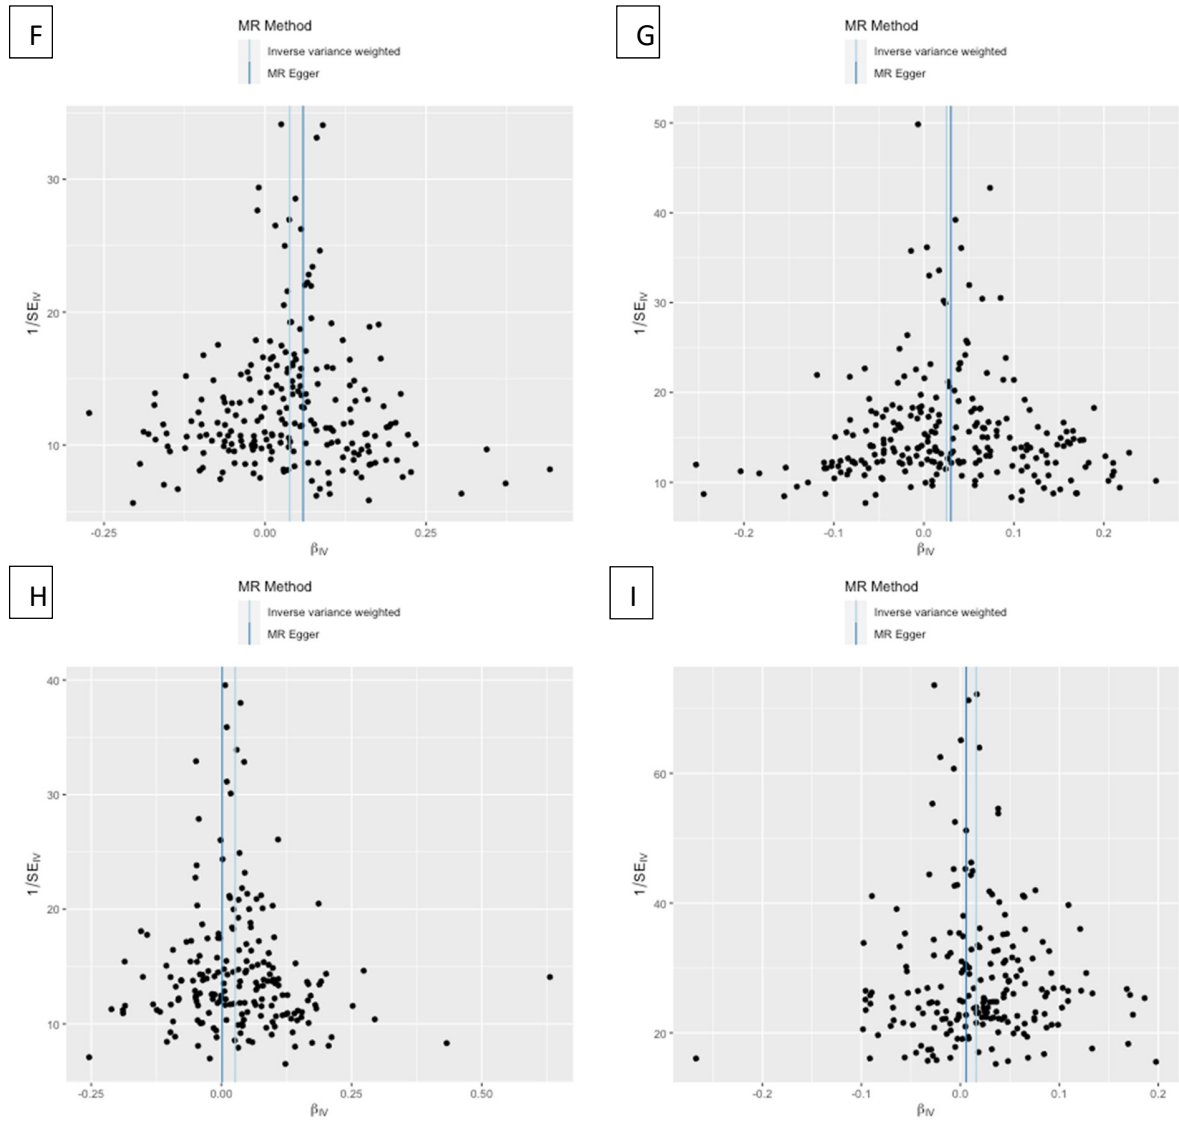 F
MR Method
Inverse variance weighted
MR Egger
30
20
10
1/SE_IV
-0.25 0.00 0.25
β_IV
G
MR Method
Inverse variance weighted
MR Egger
50
40
30
20
10
1/SE_IV
-0.2 -0.1 0.0 0.1 0.2
β_IV
H
MR Method
Inverse variance weighted
MR Egger
40
30
20
10
1/SE_IV
-0.25 0.00 0.25 0.50
β_IV
I
MR Method
Inverse variance weighted
MR Egger
60
40
20
1/SE_IV
-0.2 -0.1 0.0 0.1 0.2
β_IV